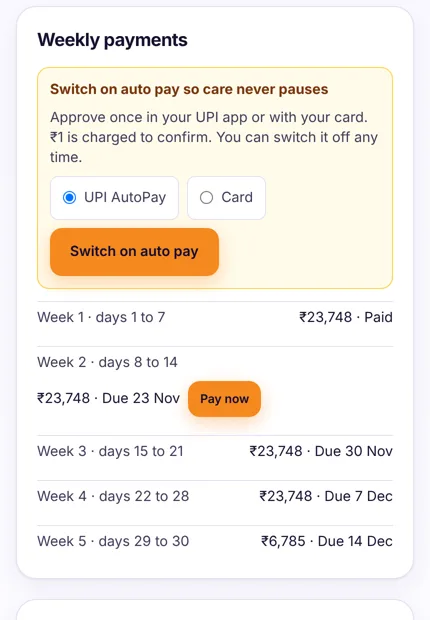 Weekly payments
Switch on auto pay so care never pauses
Approve once in your UPI app or with your card.
₹1 is charged to confirm. You can switch it off any
time.
UPI AutoPay Card
Switch on auto pay
Week 1 · days 1 to 7 ₹23,748 · Paid
Week 2 · days 8 to 14
₹23,748 · Due 23 Nov Pay now
Week 3 · days 15 to 21 ₹23,748 · Due 30 Nov
Week 4 · days 22 to 28 ₹23,748 · Due 7 Dec
Week 5 · days 29 to 30 ₹6,785 · Due 14 Dec